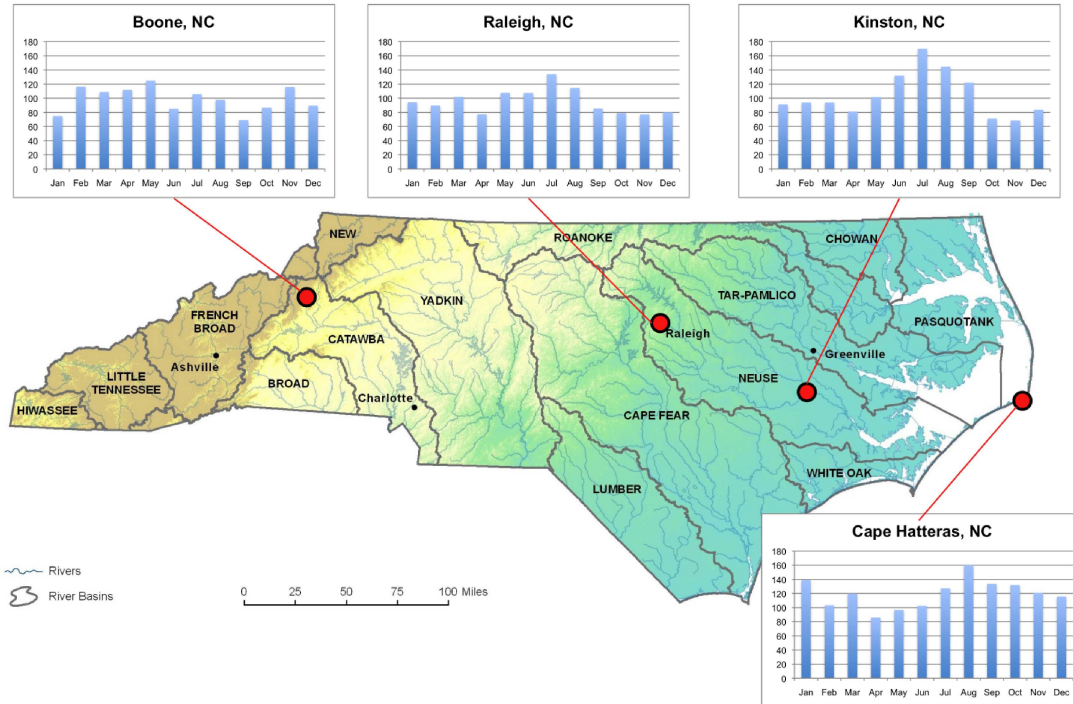 Boone, NC
180
160
140
120
100
80
60
40
20
0
Jan Feb Mar Apr May Jun Jul Aug Sep Oct Nov Dec
Raleigh, NC
180
160
140
120
100
80
60
40
20
0
Jan Feb Mar Apr May Jun Jul Aug Sep Oct Nov Dec
Kinston, NC
180
160
140
120
100
80
60
40
20
0
Jan Feb Mar Apr May Jun Jul Aug Sep Oct Nov Dec
NEW
ROANOKE
CHOWAN
YADKIN
TAR-PAMLICO
FRENCH
BROAD
PASQUOTANK
Raleigh
CATAWBA
Greenville
Ashville
LITTLE
TENNESSEE
BROAD
NEUSE
Charlotte
HIWASSEE
CAPE FEAR
WHITE OAK
LUMBER
Cape Hatteras, NC
180
160
140
120
100
80
60
40
20
0
Jan Feb Mar Apr May Jun Jul Aug Sep Oct Nov Dec
Rivers
River Basins
0 25 50 75 100 Miles